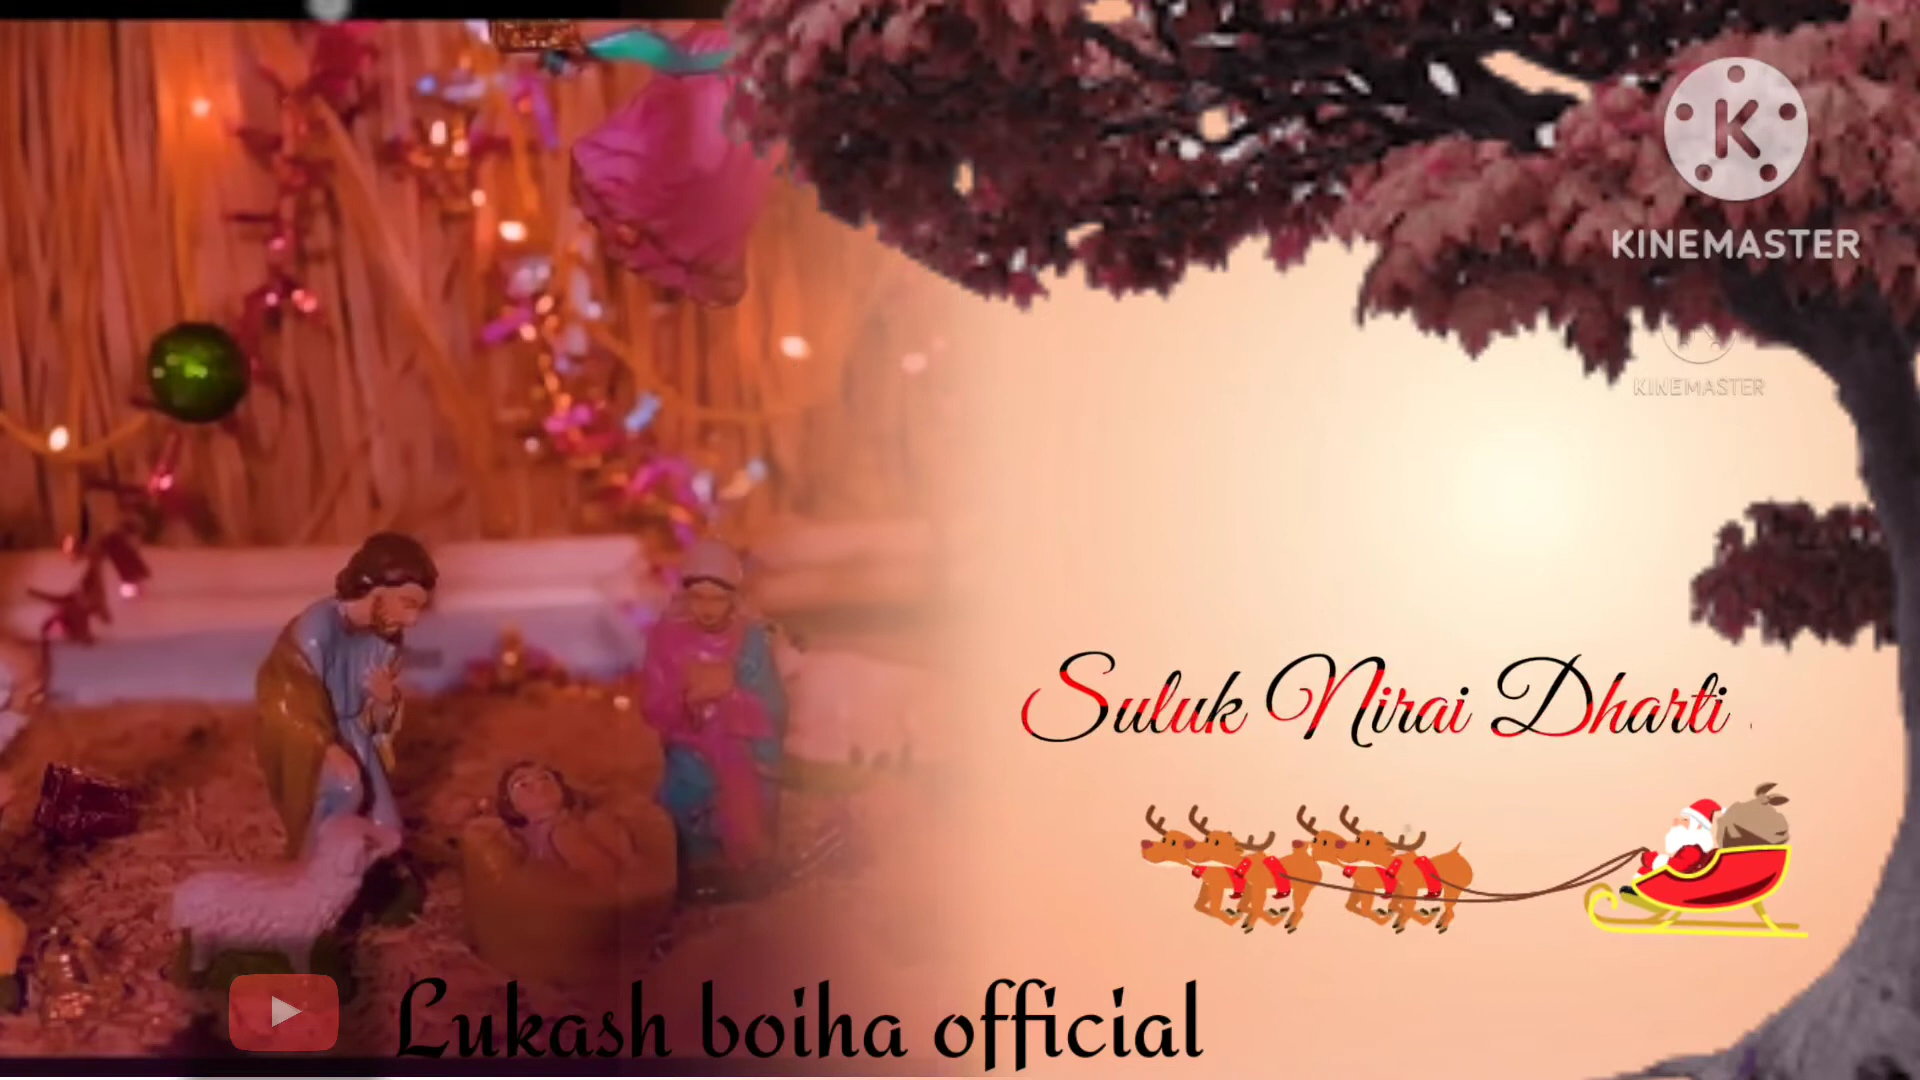 K
KINEMASTER
KINEMASTER
Suluk Nirai Dharti
Lukash boiha official